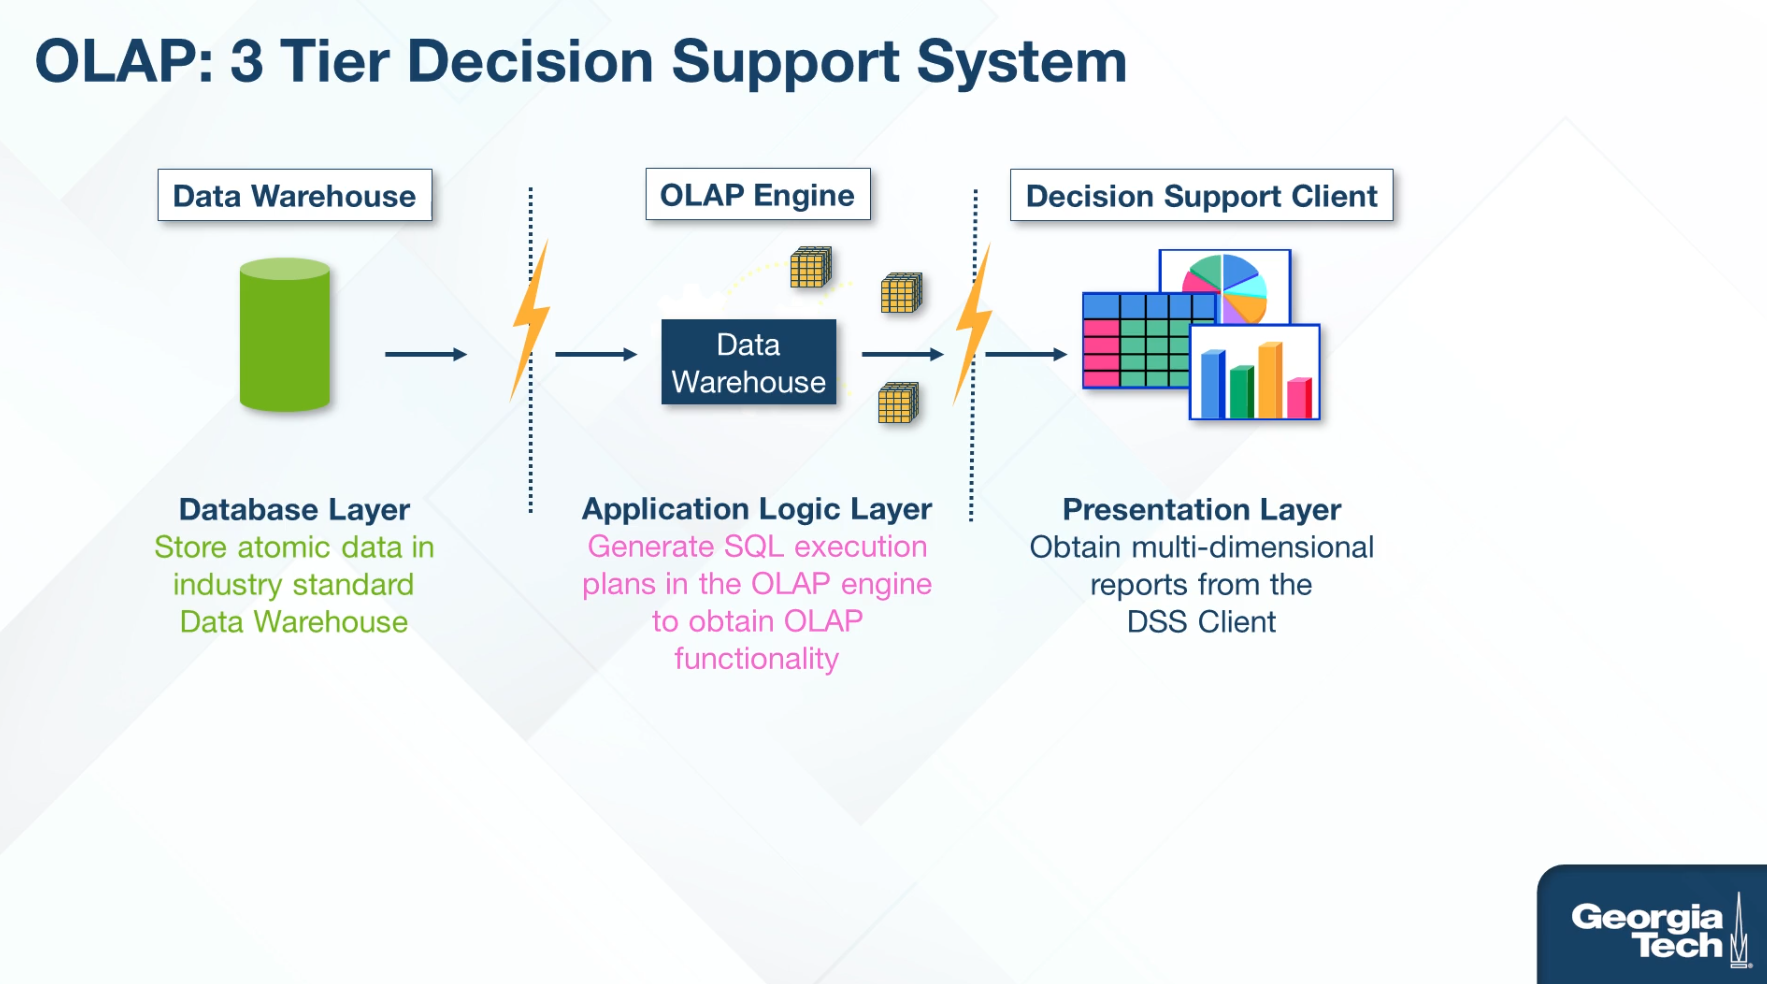 OLAP: 3 Tier Decision Support System
Data Warehouse
OLAP Engine
Decision Support Client
Data
Warehouse
Database Layer
Store atomic data in
industry standard
Data Warehouse
Application Logic Layer
Generate SQL execution
plans in the OLAP engine
to obtain OLAP
functionality
Presentation Layer
Obtain multi-dimensional
reports from the
DSS Client
Georgia
Tech